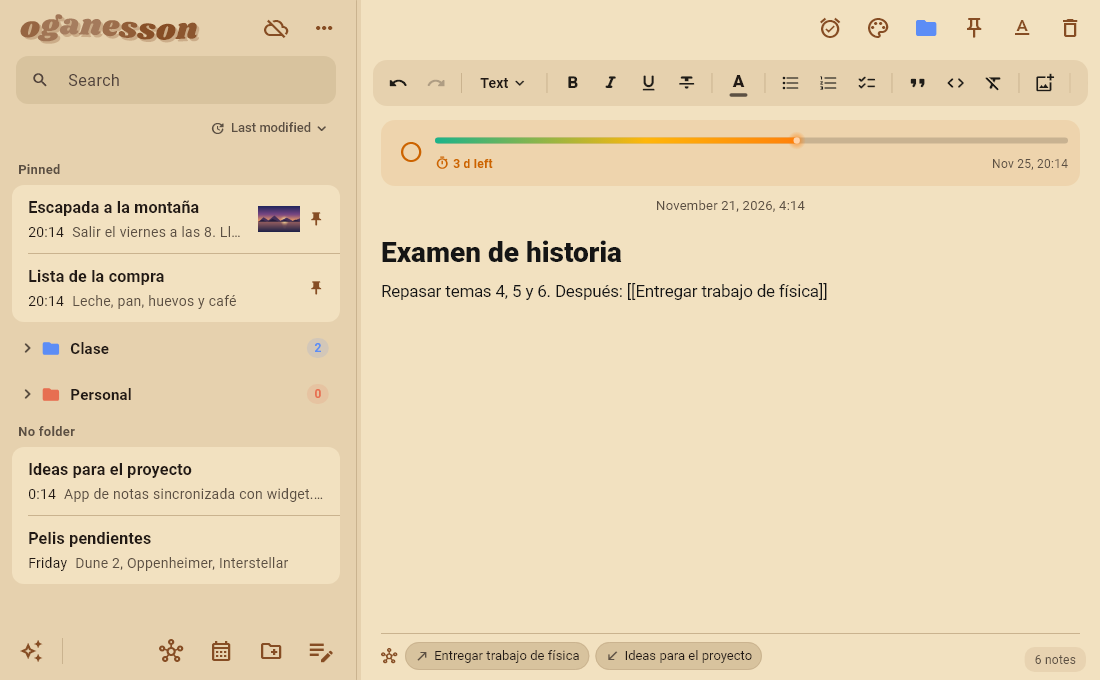 oganesson
Search
Last modified
Pinned
Escapada a la montaña
20:14 Salir el viernes a las 8. Ll…
Lista de la compra
20:14 Leche, pan, huevos y café
Clase 2
Personal 0
No folder
Ideas para el proyecto
0:14 App de notas sincronizada con widget.…
Pelis pendientes
Friday Dune 2, Oppenheimer, Interstellar
Text B I U S A
3 d left
Nov 25, 20:14
November 21, 2026, 4:14
Examen de historia
Repasar temas 4, 5 y 6. Después: [[Entregar trabajo de física]]
Entregar trabajo de física
Ideas para el proyecto
6 notes